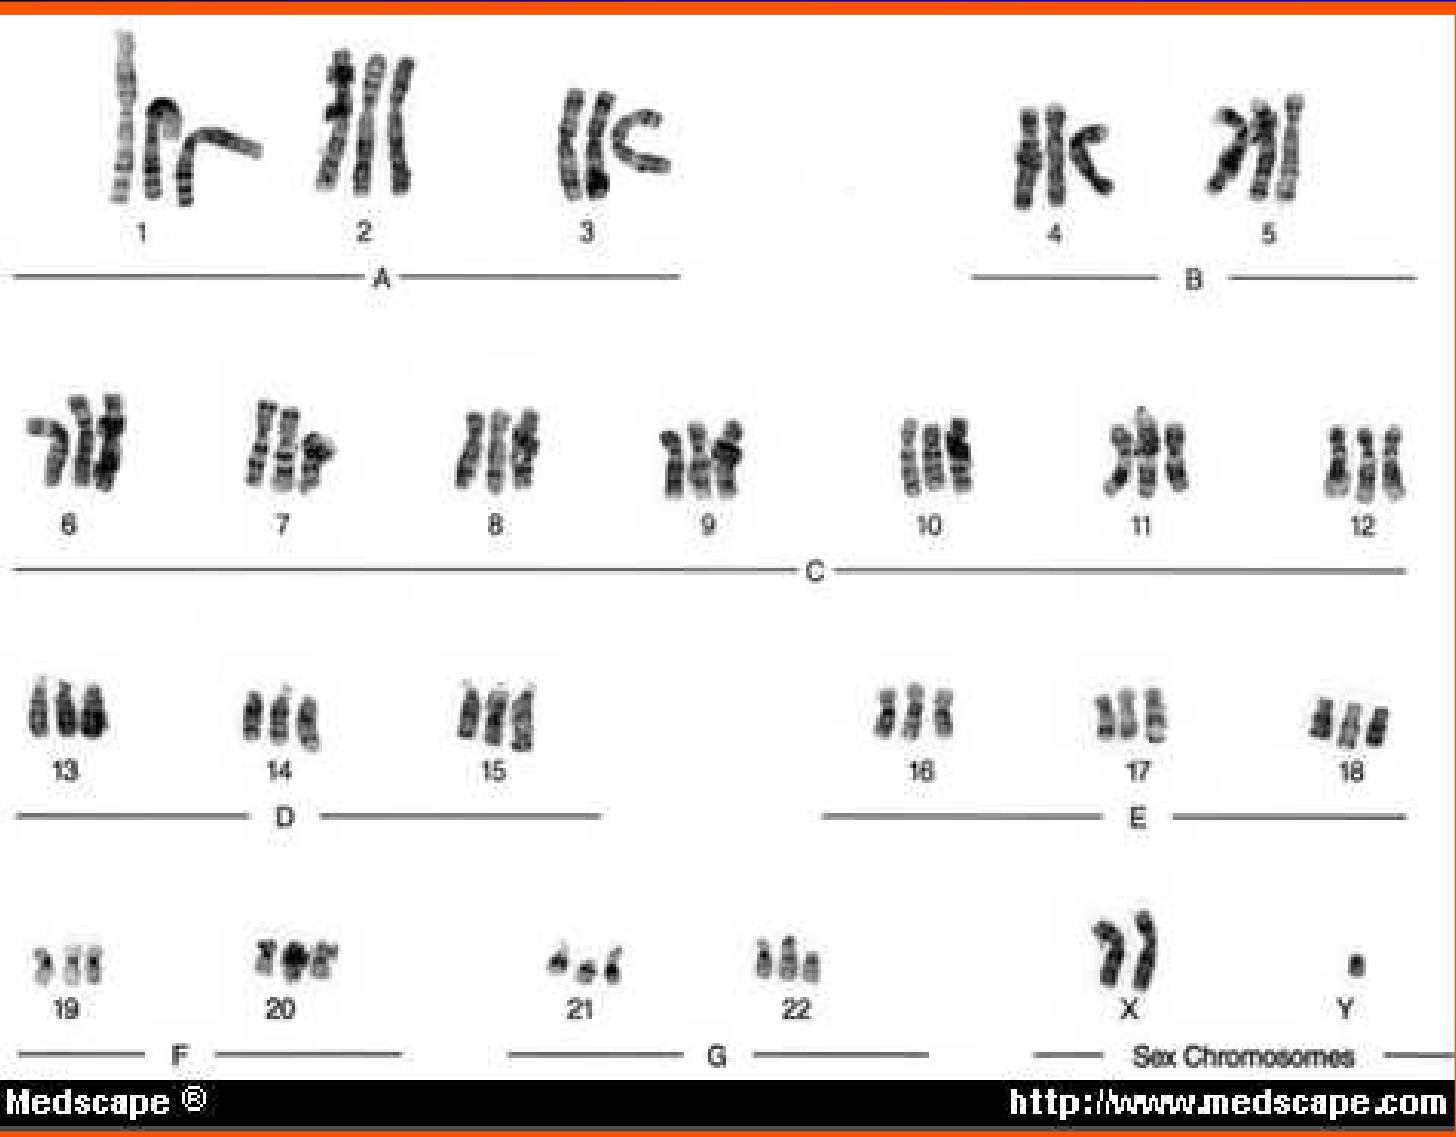 1 2 3 4 5
A B
6 7 8 9 10 11 12
C
13 14 15 16 17 18
D E
19 20 21 22 X Y
F G Sex Chromosomes
Medscape ® http://www.medscape.com